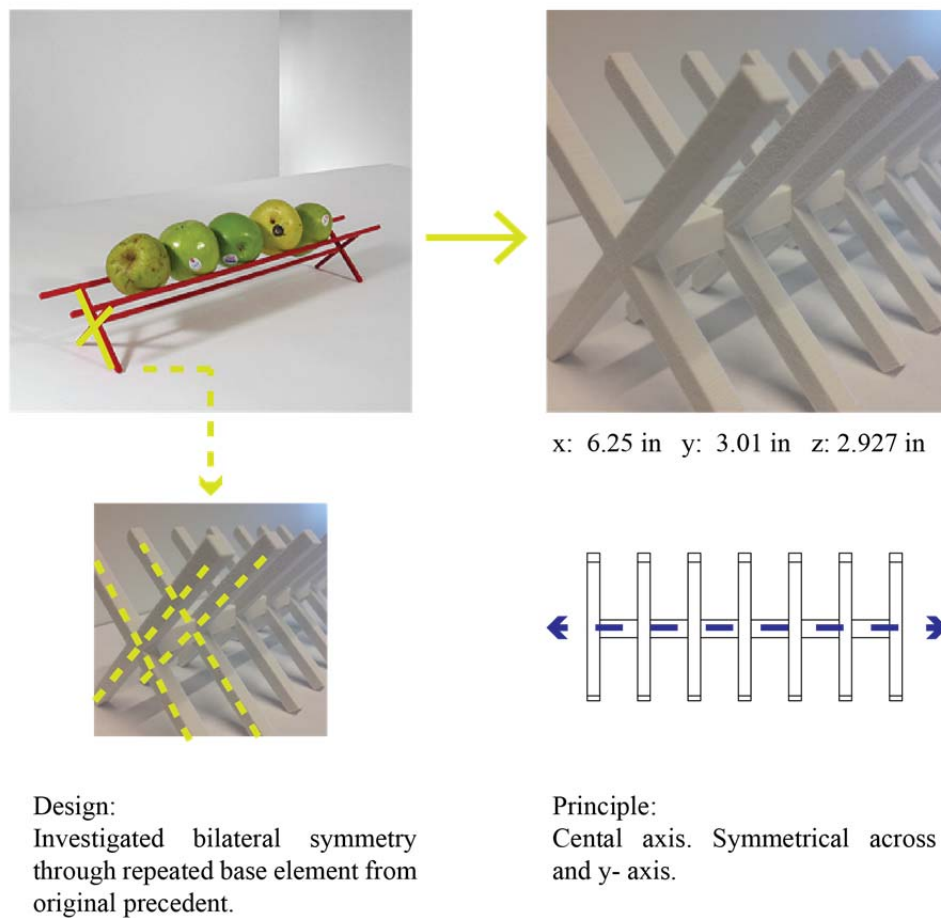 x: 6.25 in y: 3.01 in z: 2.927 in
Design:
Investigated bilateral symmetry
through repeated base element from
original precedent.
Principle:
Cental axis. Symmetrical across
and y- axis.